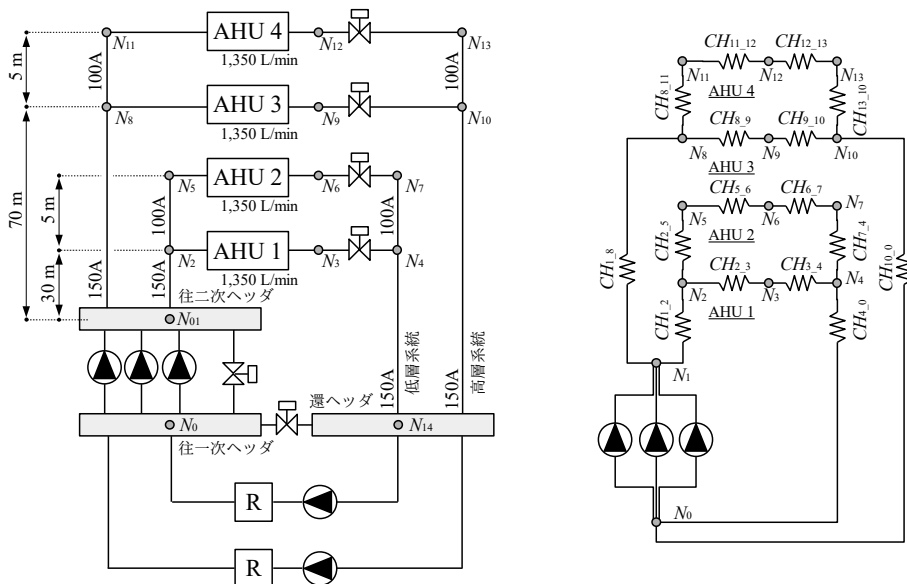 N11
AHU 4
N12
N13
1,350 L/min
5 m
100A
100A
N8
AHU 3
N9
N10
1,350 L/min
N5
AHU 2
N6
N7
1,350 L/min
70 m
5 m
100A
100A
N2
AHU 1
N3
N4
1,350 L/min
30 m
150A
150A
往二次ヘッダ
N01
150A
低層系統
150A
高層系統
還ヘッダ
N0
N14
往一次ヘッダ
R
R
CH11_12
CH12_13
N11
N12
N13
CH8_11
AHU 4
CH13_10
CH8_9
CH9_10
N8
N9
N10
AHU 3
CH5_6
CH6_7
N5
N6
N7
CH2_5
AHU 2
CH7_4
CH1_8
CH2_3
CH3_4
CH10_0
N2
N3
N4
AHU 1
CH1_2
CH4_0
N1
N0